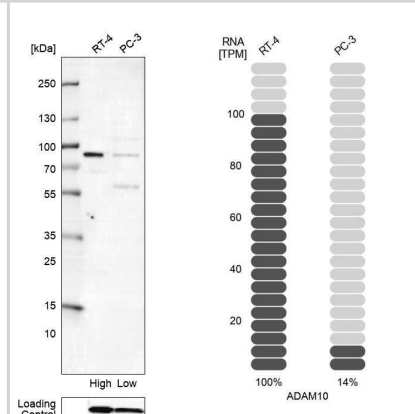 [kDa]
RT-4
PC-3
250
130
100
70
55
35
25
15
10
High Low
Loading
Control
RNA
[TPM]
RT-4
PC-3
100
80
60
40
20
100%
14%
ADAM10